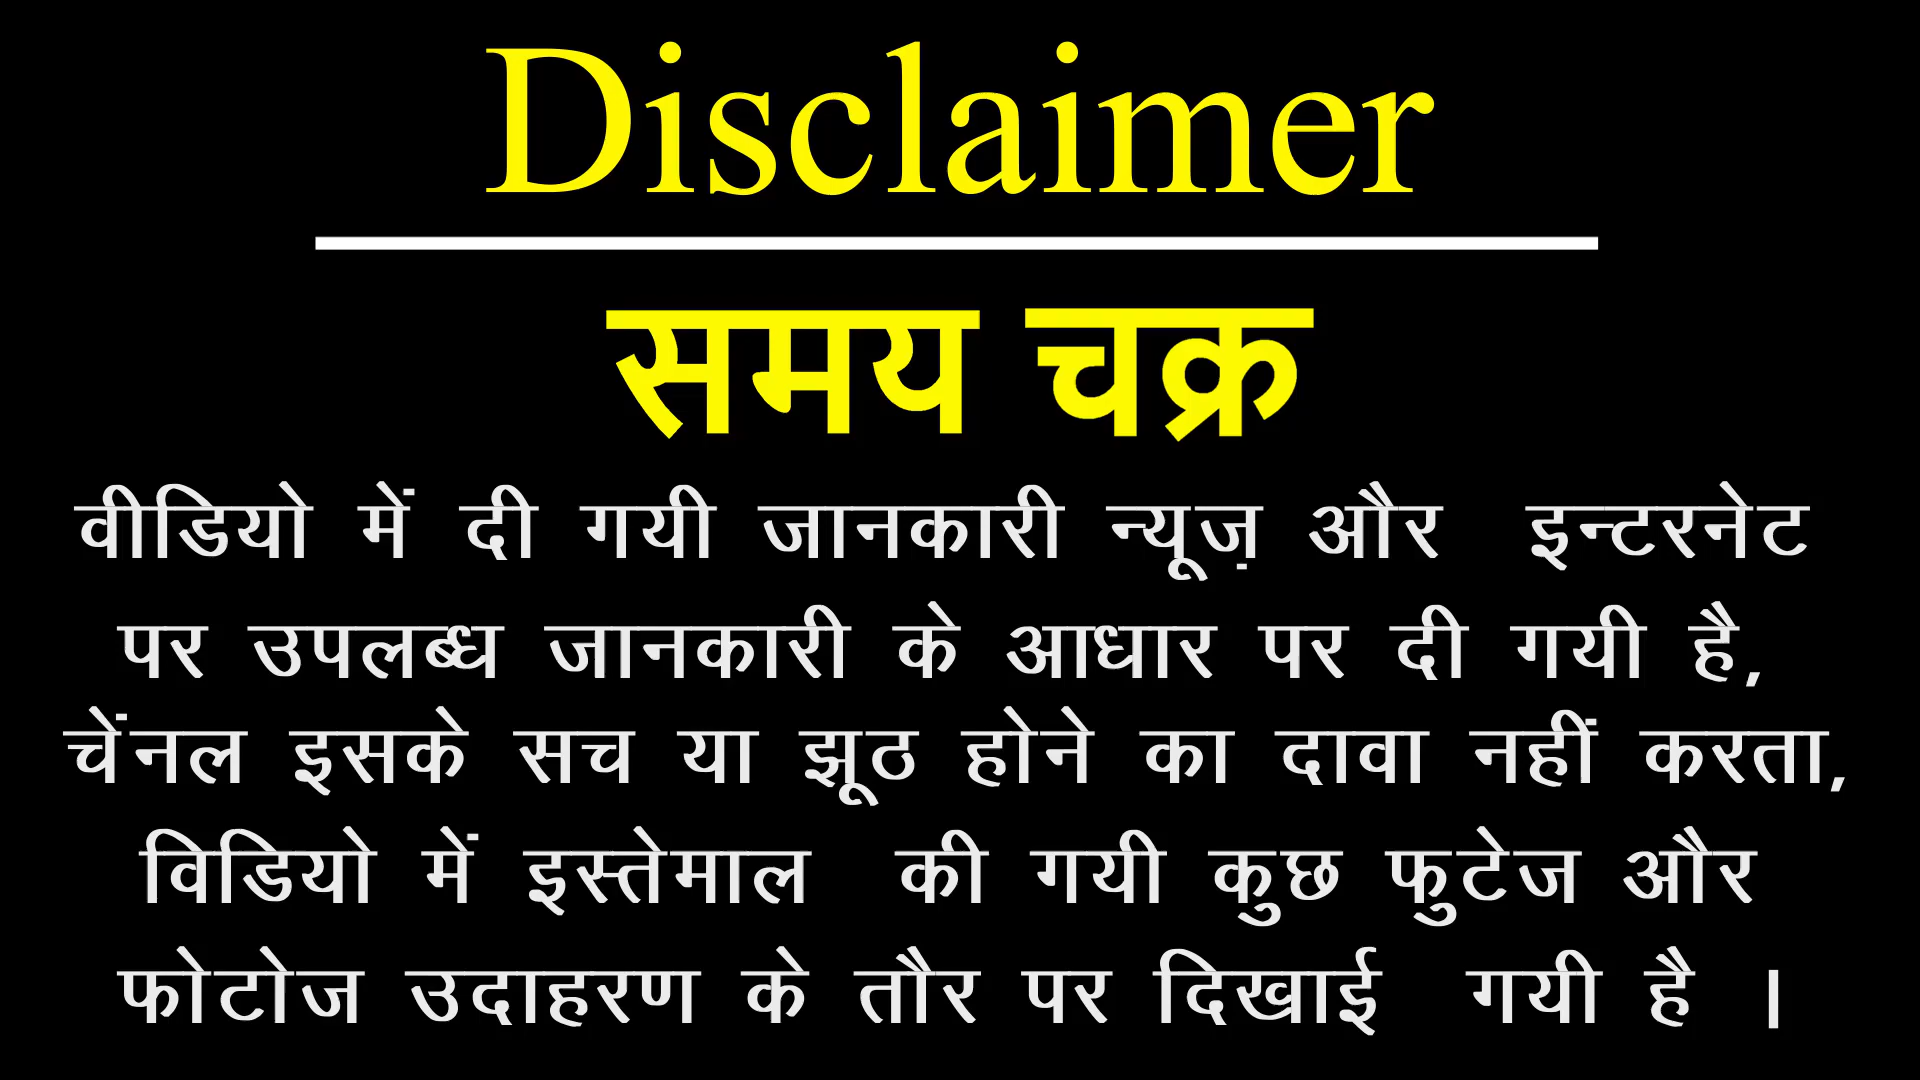 Disclaimer
समय चक्र
वीडियो में दी गयी जानकारी न्यूज़ और इन्टरनेट
पर उपलब्ध जानकारी के आधार पर दी गयी है,
चेंनल इसके सच या झूठ होने का दावा नहीं करता,
विडियो में इस्तेमाल की गयी कुछ फुटेज और
फोटोज उदाहरण के तौर पर दिखाई गयी है ।